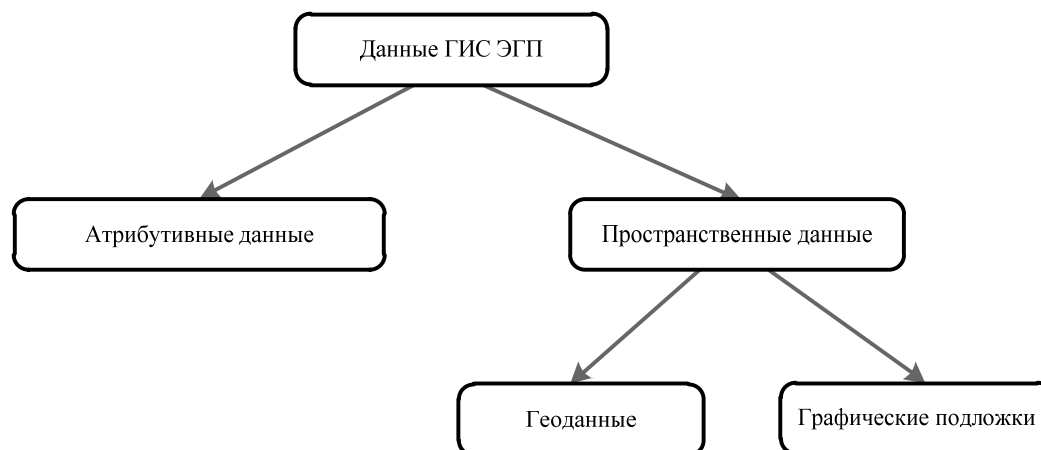 Данные ГИС ЭГП
Атрибутивные данные
Пространственные данные
Геоданные
Графические подложки